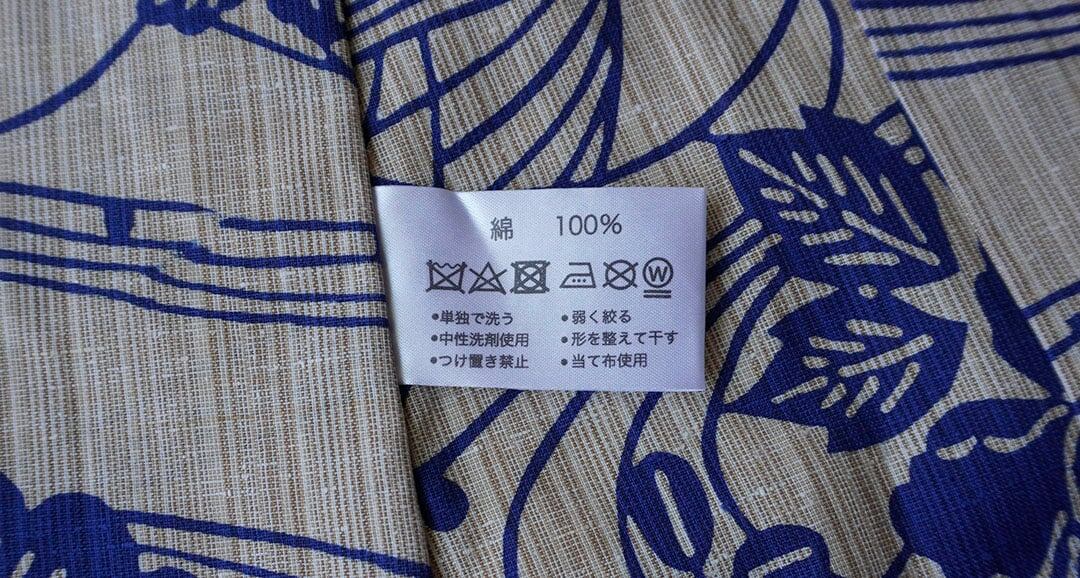 綿 100%
W
•単独で洗う •弱く絞る
•中性洗剤使用 •形を整えて干す
•つけ置き禁止 •当て布使用